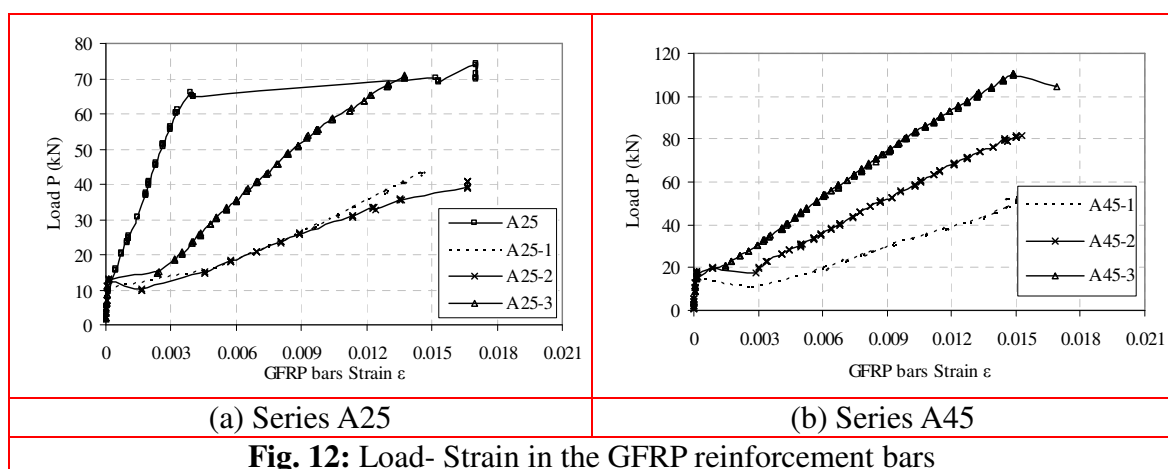 80
70
60
50
40
30
20
10
0
Load P (kN)
0 0.003 0.006 0.009 0.012 0.015 0.018 0.021
GFRP bars Strain ε
A25
A25-1
A25-2
A25-3
(a) Series A25
120
100
80
60
40
20
0
Load P (kN)
0 0.003 0.006 0.009 0.012 0.015 0.018 0.021
GFRP bars Strain ε
A45-1
A45-2
A45-3
(b) Series A45
Fig. 12: Load- Strain in the GFRP reinforcement bars